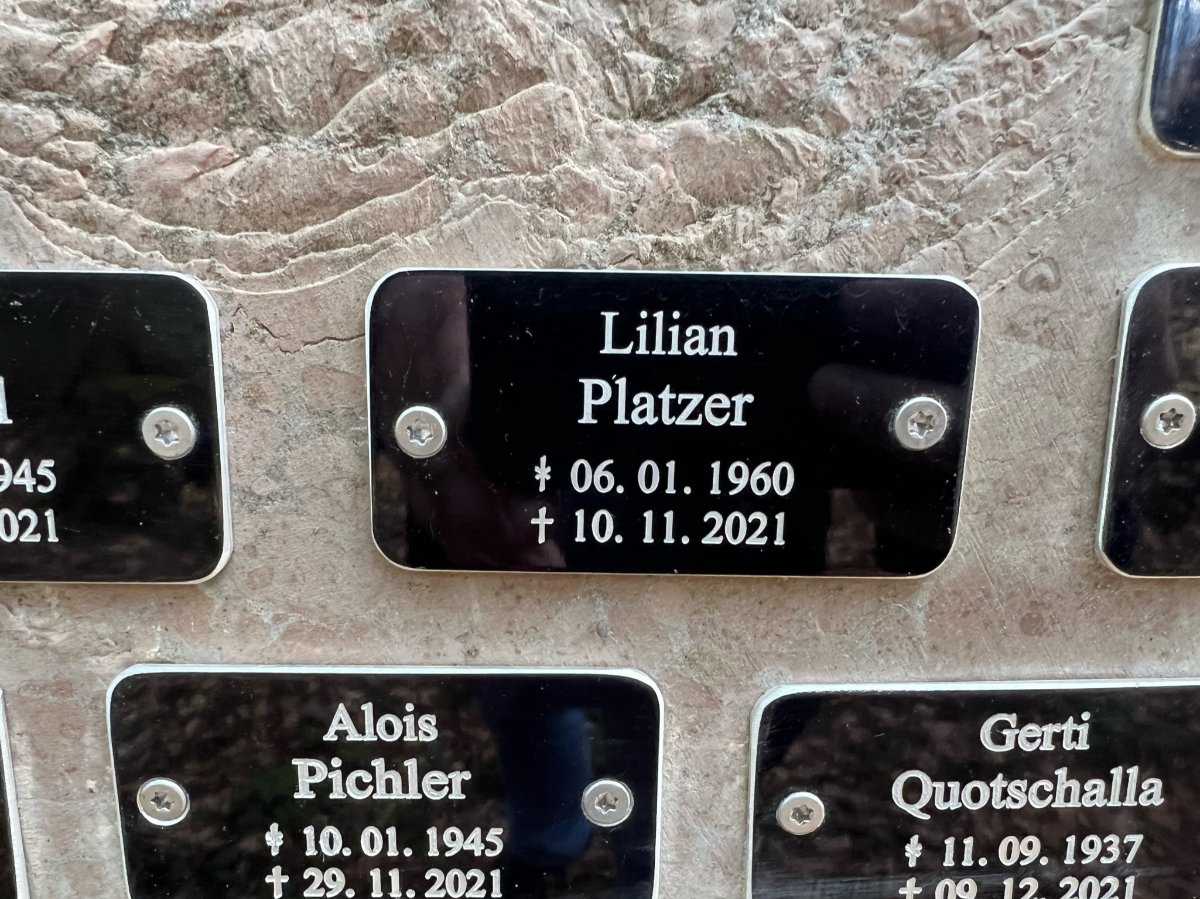 Lilian
Platzer
* 06. 01. 1960
† 10. 11. 2021
Alois
Pichler
* 10. 01. 1945
† 29. 11. 2021
Gerti
Quotschalla
* 11. 09. 1937
† 09. 12. 2021